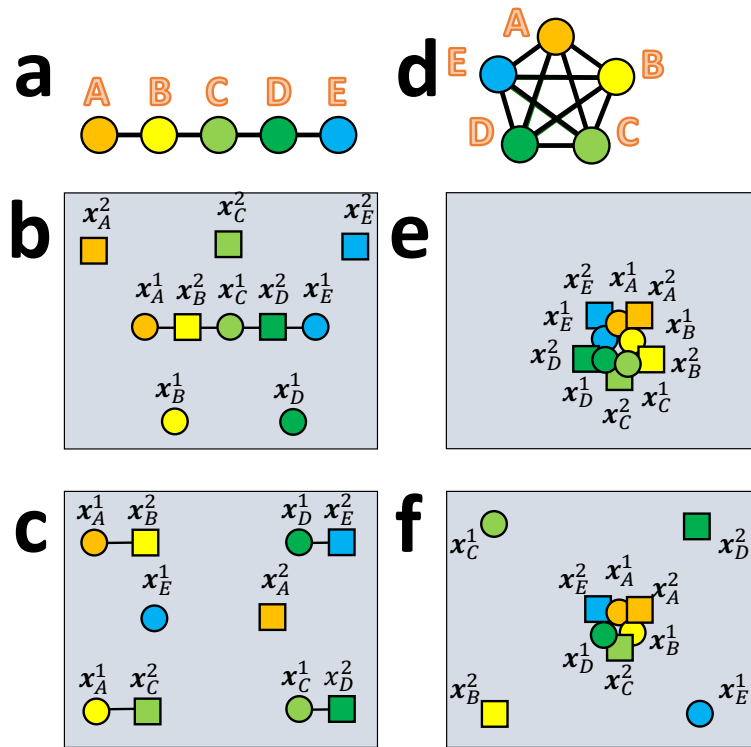 a
A B C D E
b
x_A^2 x_C^2 x_E^2
x_A^1 x_B^2 x_C^1 x_D^2 x_E^1
x_B^1 x_D^1
c
x_A^1 x_B^2 x_D^1 x_E^2
x_E^1 x_A^2
x_A^1 x_C^2 x_C^1 x_D^2
d
A
E B
D C
e
x_E^2 x_A^1 x_A^2
x_E^1 x_B^1
x_D^2 x_B^2
x_D^1 x_C^2 x_C^1
f
x_C^1 x_D^2
x_E^2 x_A^1 x_A^2
x_D^1 x_C^2 x_B^1
x_B^2 x_E^1